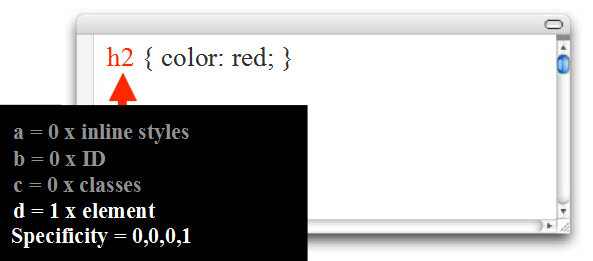 h2 { color: red; }
a = 0 x inline styles
b = 0 x ID
c = 0 x classes
d = 1 x element
Specificity = 0,0,0,1